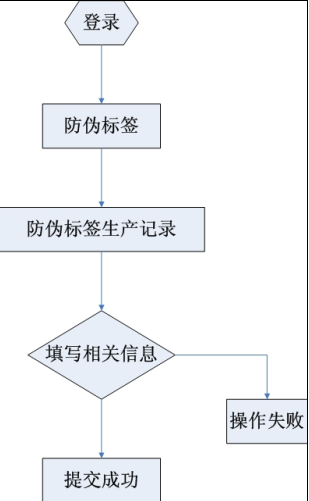 登录
防伪标签
防伪标签生产记录
填写相关信息
操作失败
提交成功